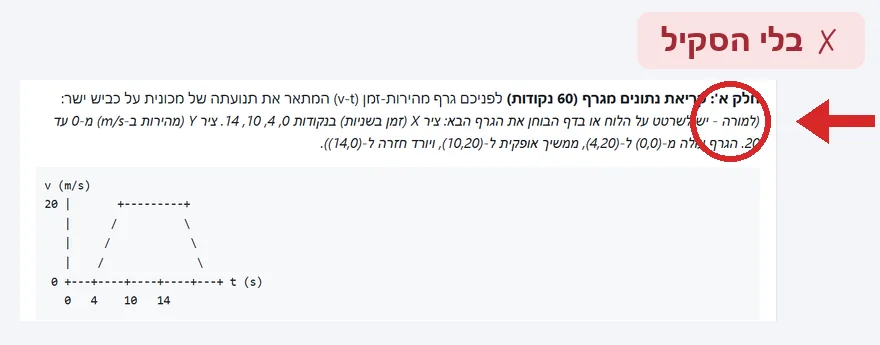 בלי הסקיל
חלק א': קריאת נתונים מגרף (60 נקודות) לפניכם גרף מהירות-זמן (v-t) המתאר את תנועתה של מכונית על כביש ישר:
(למורה - יש לשרטט על הלוח או בדף הבוחן את הגרף הבא: ציר X (זמן בשניות) בנקודות 0, 4, 10, 14. ציר Y (מהירות ב-m/s) מ-0 עד
20. הגרף עולה מ-(0,0) ל-(4,20), ממשיך אופקית ל-(10,20), ויורד חזרה ל-(14,0)).
v (m/s)
20
0
t (s)
0 4 10 14